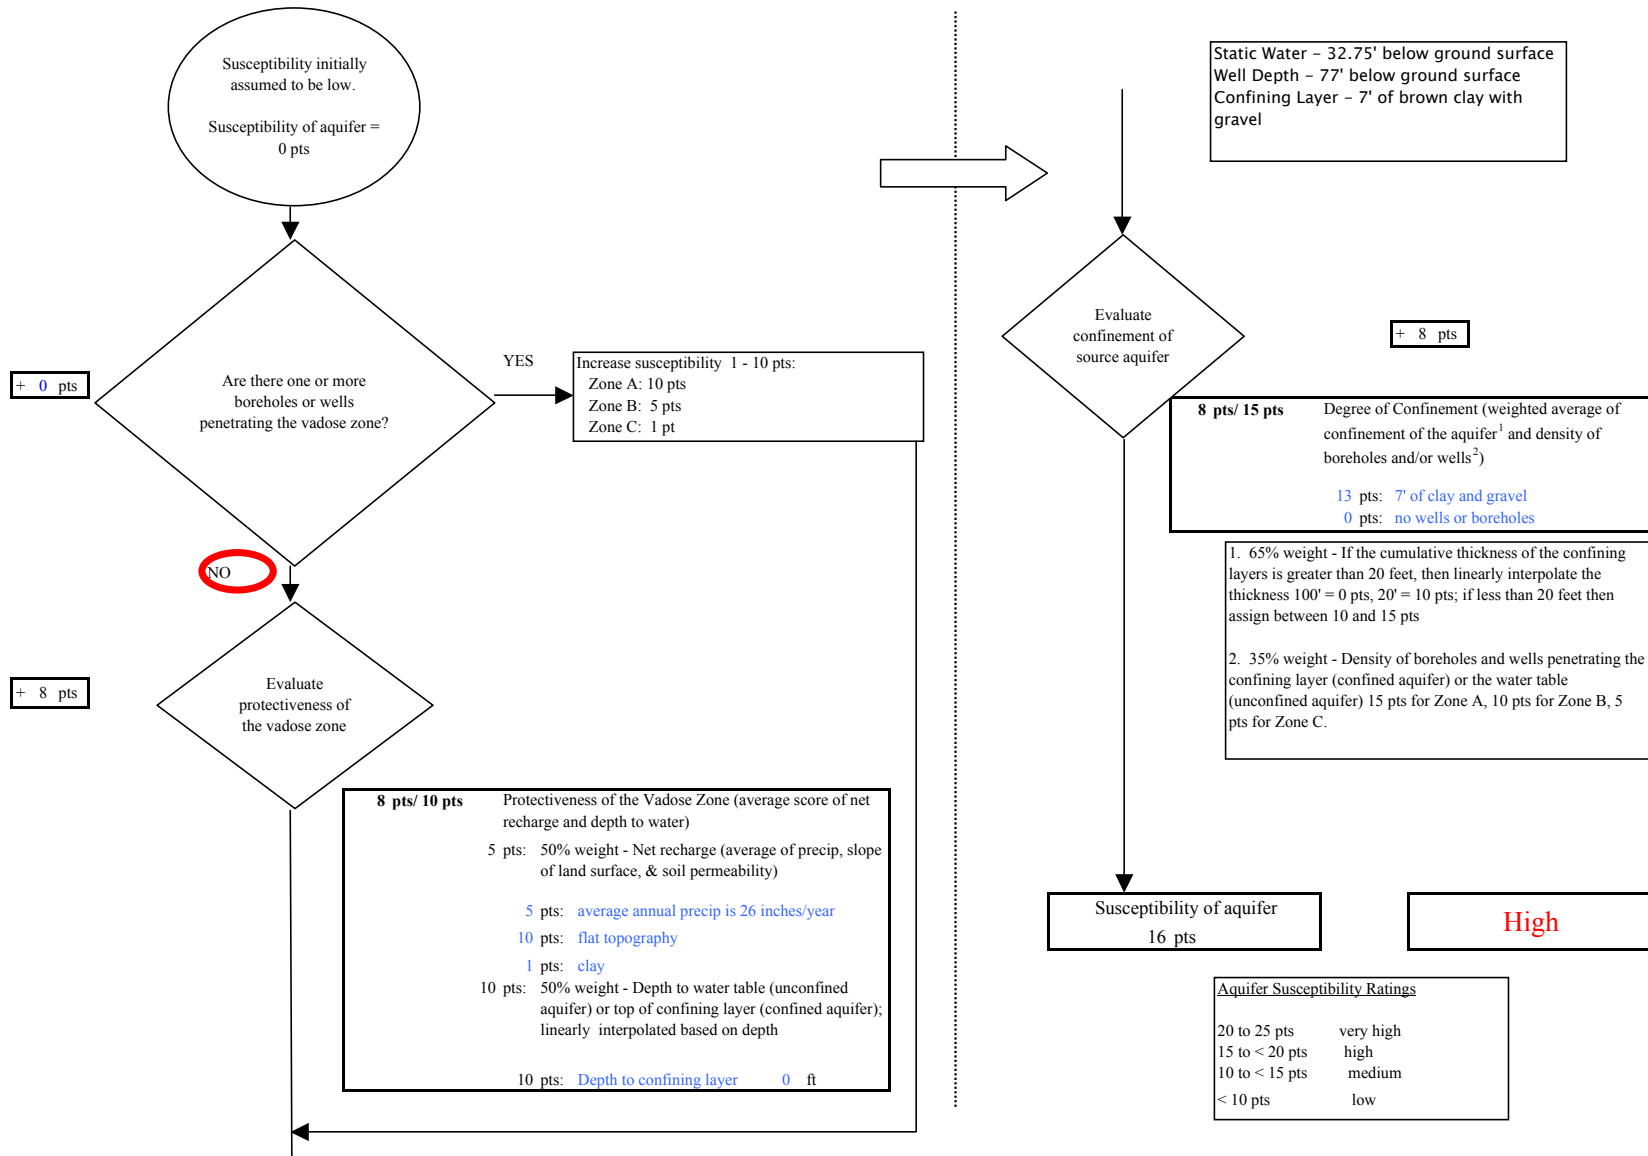 Susceptibility initially
assumed to be low.
Susceptibility of aquifer =
0 pts
+ 0 pts
Are there one or more
boreholes or wells
penetrating the vadose zone?
YES
Increase susceptibility 1 - 10 pts:
Zone A: 10 pts
Zone B: 5 pts
Zone C: 1 pt
NO
+ 8 pts
Evaluate
protectiveness of
the vadose zone
8 pts/ 10 pts Protectiveness of the Vadose Zone (average score of net
recharge and depth to water)
5 pts: 50% weight - Net recharge (average of precip, slope
of land surface, & soil permeability)
5 pts: average annual precip is 26 inches/year
10 pts: flat topography
1 pts: clay
10 pts: 50% weight - Depth to water table (unconfined
aquifer) or top of confining layer (confined aquifer);
linearly interpolated based on depth
10 pts: Depth to confining layer 0 ft
Static Water - 32.75' below ground surface
Well Depth - 77' below ground surface
Confining Layer - 7' of brown clay with
gravel
Evaluate
confinement of
source aquifer
+ 8 pts
8 pts/ 15 pts Degree of Confinement (weighted average of
confinement of the aquifer1 and density of
boreholes and/or wells2)
13 pts: 7' of clay and gravel
0 pts: no wells or boreholes
1. 65% weight - If the cumulative thickness of the confining
layers is greater than 20 feet, then linearly interpolate the
thickness 100' = 0 pts, 20' = 10 pts; if less than 20 feet then
assign between 10 and 15 pts
2. 35% weight - Density of boreholes and wells penetrating the
confining layer (confined aquifer) or the water table
(unconfined aquifer) 15 pts for Zone A, 10 pts for Zone B, 5
pts for Zone C.
Susceptibility of aquifer
16 pts
High
Aquifer Susceptibility Ratings
20 to 25 pts very high
15 to < 20 pts high
10 to < 15 pts medium
< 10 pts low